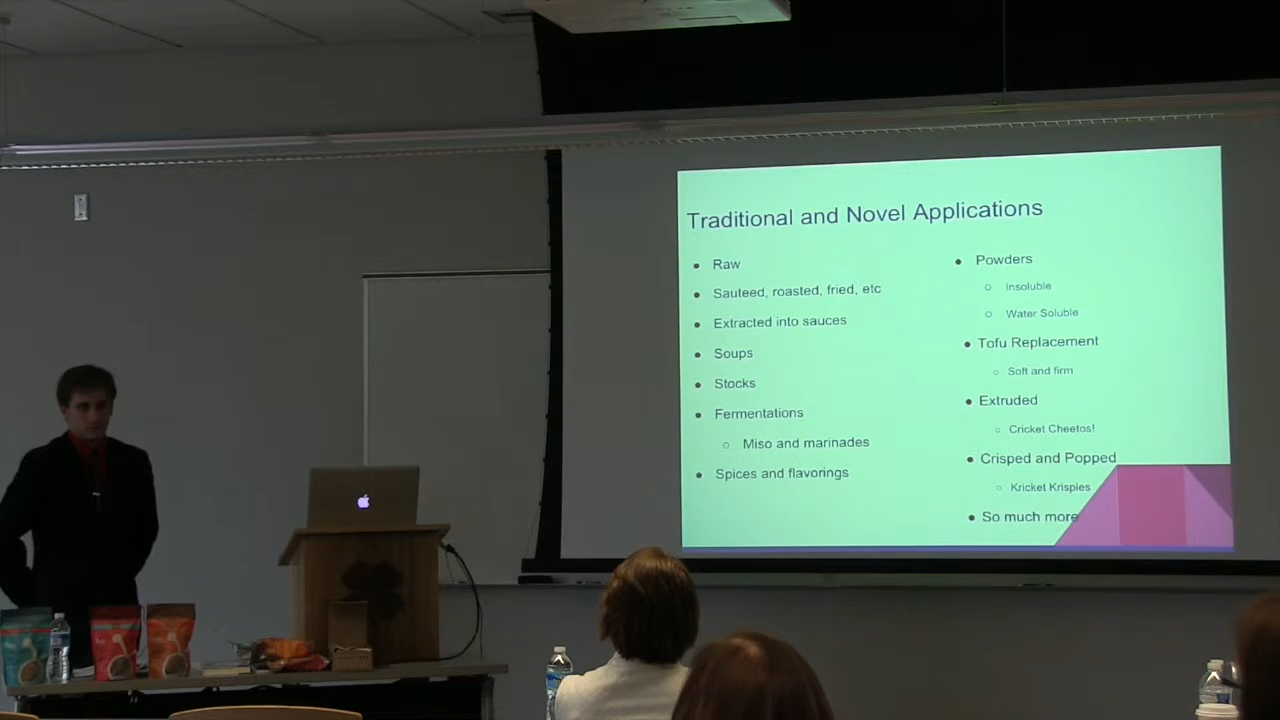 Traditional and Novel Applications
Raw
Sauteed, roasted, fried, etc
Extracted into sauces
Soups
Stocks
Fermentations
Miso and marinades
Spices and flavorings
Powders
Insoluble
Water Soluble
Tofu Replacement
Soft and firm
Extruded
Cricket Cheetos!
Crisped and Popped
Kricket Krispies
So much more